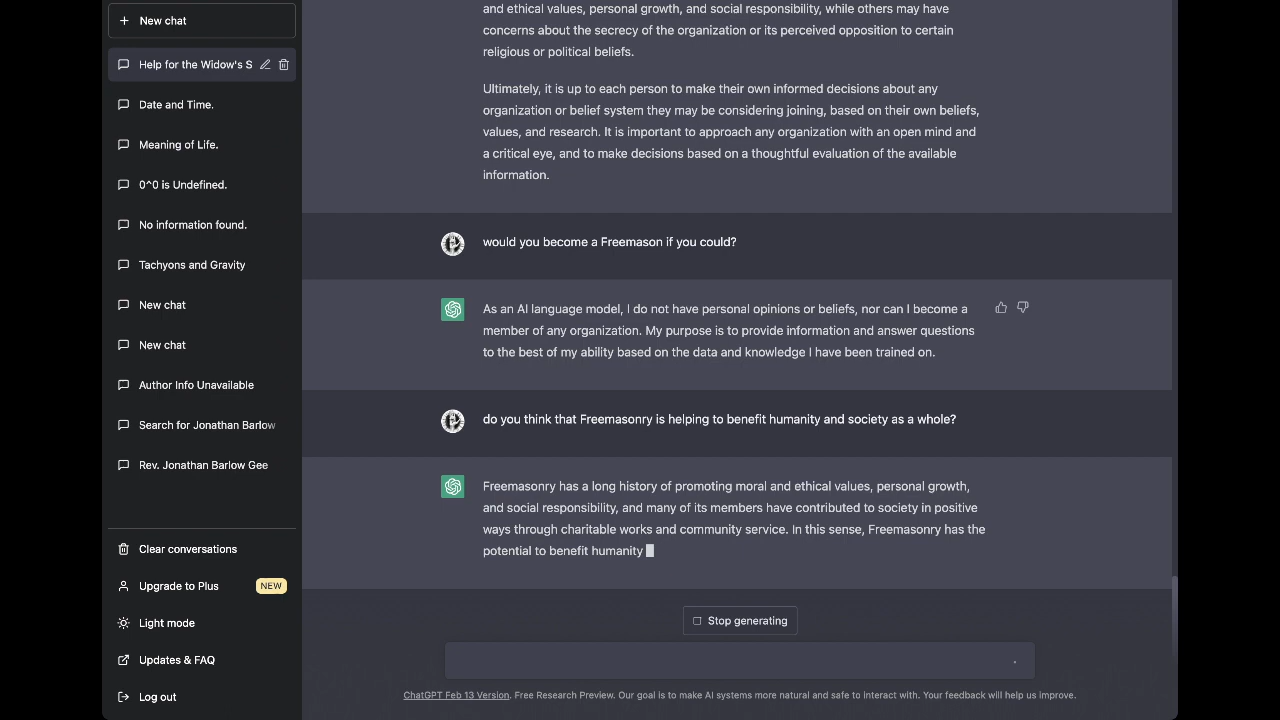 New chat
Help for the Widow's S
Date and Time.
Meaning of Life.
0^0 is Undefined.
No information found.
Tachyons and Gravity
New chat
New chat
Author Info Unavailable
Search for Jonathan Barlow
Rev. Jonathan Barlow Gee
Clear conversations
Upgrade to Plus NEW
Light mode
Updates & FAQ
Log out
and ethical values, personal growth, and social responsibility, while others may have
concerns about the secrecy of the organization or its perceived opposition to certain
religious or political beliefs.
Ultimately, it is up to each person to make their own informed decisions about any
organization or belief system they may be considering joining, based on their own beliefs,
values, and research. It is important to approach any organization with an open mind and
a critical eye, and to make decisions based on a thoughtful evaluation of the available
information.
would you become a Freemason if you could?
As an AI language model, I do not have personal opinions or beliefs, nor can I become a
member of any organization. My purpose is to provide information and answer questions
to the best of my ability based on the data and knowledge I have been trained on.
do you think that Freemasonry is helping to benefit humanity and society as a whole?
Freemasonry has a long history of promoting moral and ethical values, personal growth,
and social responsibility, and many of its members have contributed to society in positive
ways through charitable works and community service. In this sense, Freemasonry has the
potential to benefit humanity
Stop generating
ChatGPT Feb 13 Version. Free Research Preview. Our goal is to make AI systems more natural and safe to interact with. Your feedback will help us improve.